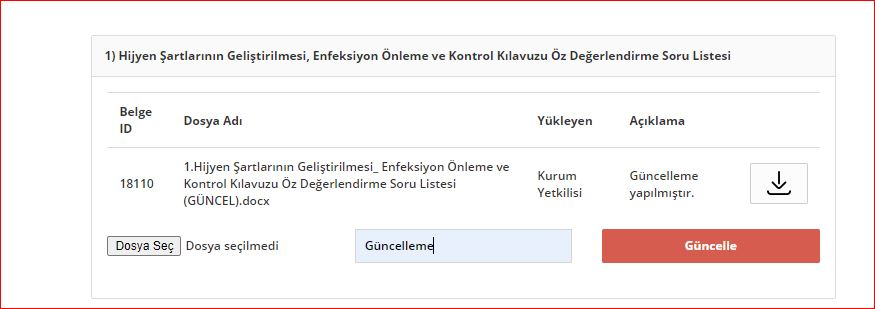 1) Hijyen Şartlarının Geliştirilmesi, Enfeksiyon Önleme ve Kontrol Kılavuzu Öz Değerlendirme Soru Listesi
Belge ID
Dosya Adı
Yükleyen
Açıklama
18110
1.Hijyen Şartlarının Geliştirilmesi_ Enfeksiyon Önleme ve
Kontrol Kılavuzu Öz Değerlendirme Soru Listesi
(GÜNCEL).docx
Kurum
Yetkilisi
Güncelleme
yapılmıştır.
Dosya Seç Dosya seçilmedi
Güncelleme
Güncelle